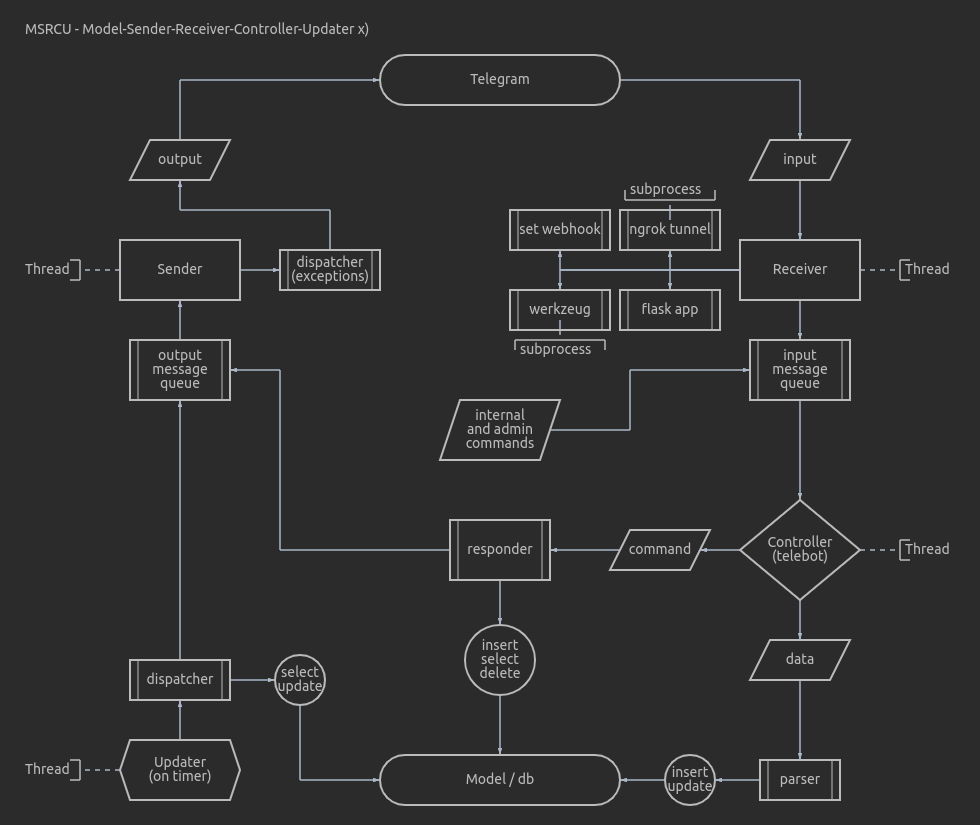 MSRCU - Model-Sender-Receiver-Controller-Updater x)
Telegram
output
input
subprocess
set webhook
ngrok tunnel
Thread
Sender
dispatcher
(exceptions)
Receiver
Thread
werkzeug
flask app
subprocess
output
message
queue
input
message
queue
internal
and admin
commands
responder
command
Controller
(telebot)
Thread
insert
select
delete
data
dispatcher
select
update
Thread
Updater
(on timer)
Model / db
insert
update
parser